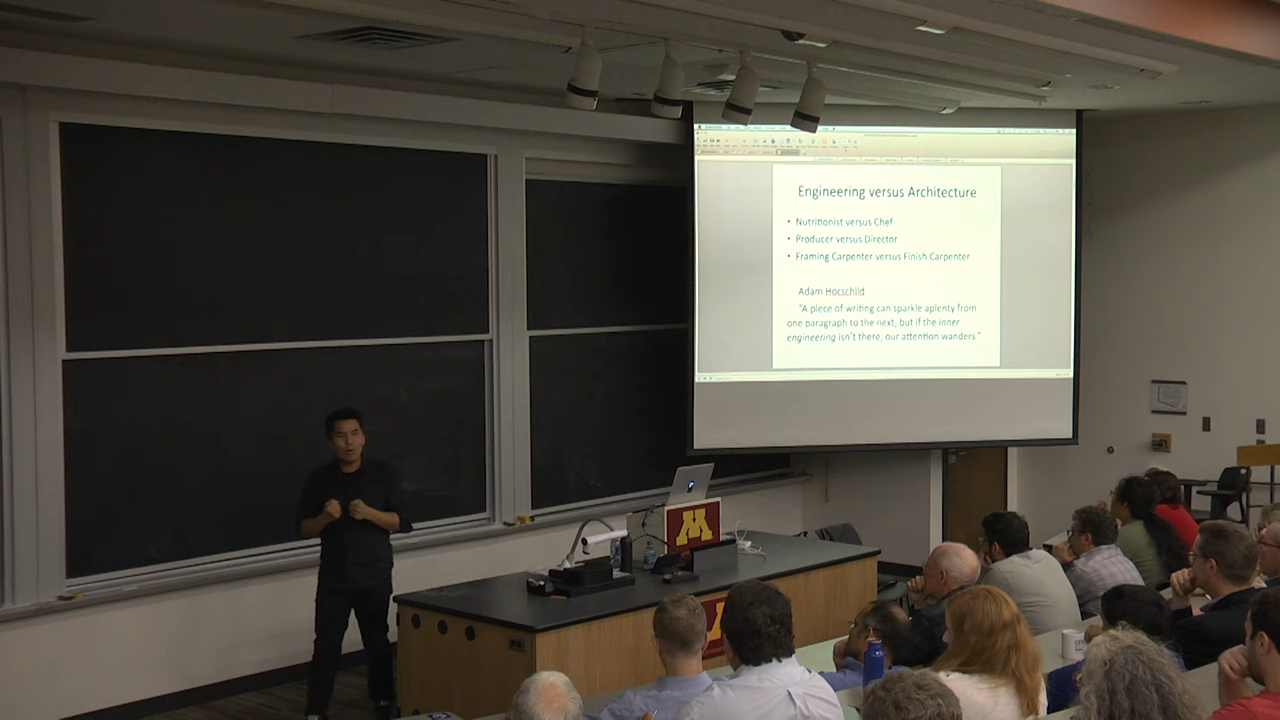 Engineering versus Architecture
• Nutritionist versus Chef
• Producer versus Director
• Framing Carpenter versus Finish Carpenter
Adam Hocschild
"A piece of writing can sparkle aplenty from
one paragraph to the next, but if the inner
engineering isn't there, our attention wanders."
M